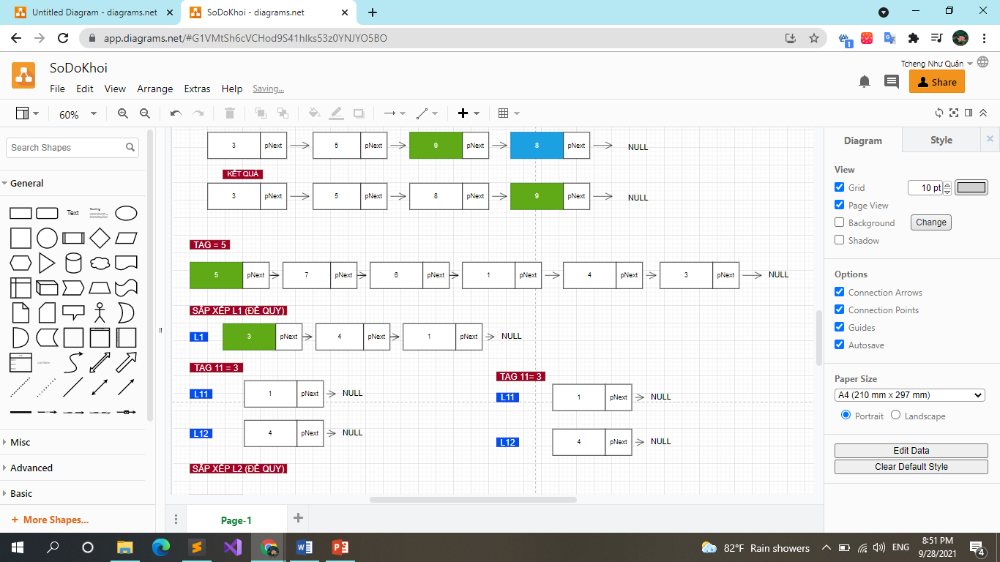 Untitled Diagram - diagrams.net
SoDoKhoi - diagrams.net
app.diagrams.net/#G1VMtSh6cVCHod9S41hIks53z0YNJYO5BO
1
SoDoKhoi
Tcheng Như Quân
File Edit View Arrange Extras Help Saving...
Share
60%
Search Shapes
General
Text
Heading
List Item
Misc
Advanced
Basic
+ More Shapes...
3 pNext 5 pNext 9 pNext 8 pNext NULL
KẾT QUẢ
3 pNext 5 pNext 8 pNext 9 pNext NULL
TAG = 5
5 pNext 7 pNext 6 pNext 1 pNext 4 pNext 3 pNext NULL
SẮP XẾP L1 (ĐỆ QUY)
L1 3 pNext 4 pNext 1 pNext NULL
TAG 11 = 3
L11 1 pNext NULL
L12 4 pNext NULL
TAG 11= 3
L11 1 pNext NULL
L12 4 pNext NULL
SẮP XẾP L2 (ĐỆ QUY)
Page-1
Diagram
Style
View
Grid
10 pt
Page View
Background
Change
Shadow
Options
Connection Arrows
Connection Points
Guides
Autosave
Paper Size
A4 (210 mm x 297 mm)
Portrait
Landscape
Edit Data
Clear Default Style
82°F Rain showers
ENG
8:51 PM
9/28/2021
4